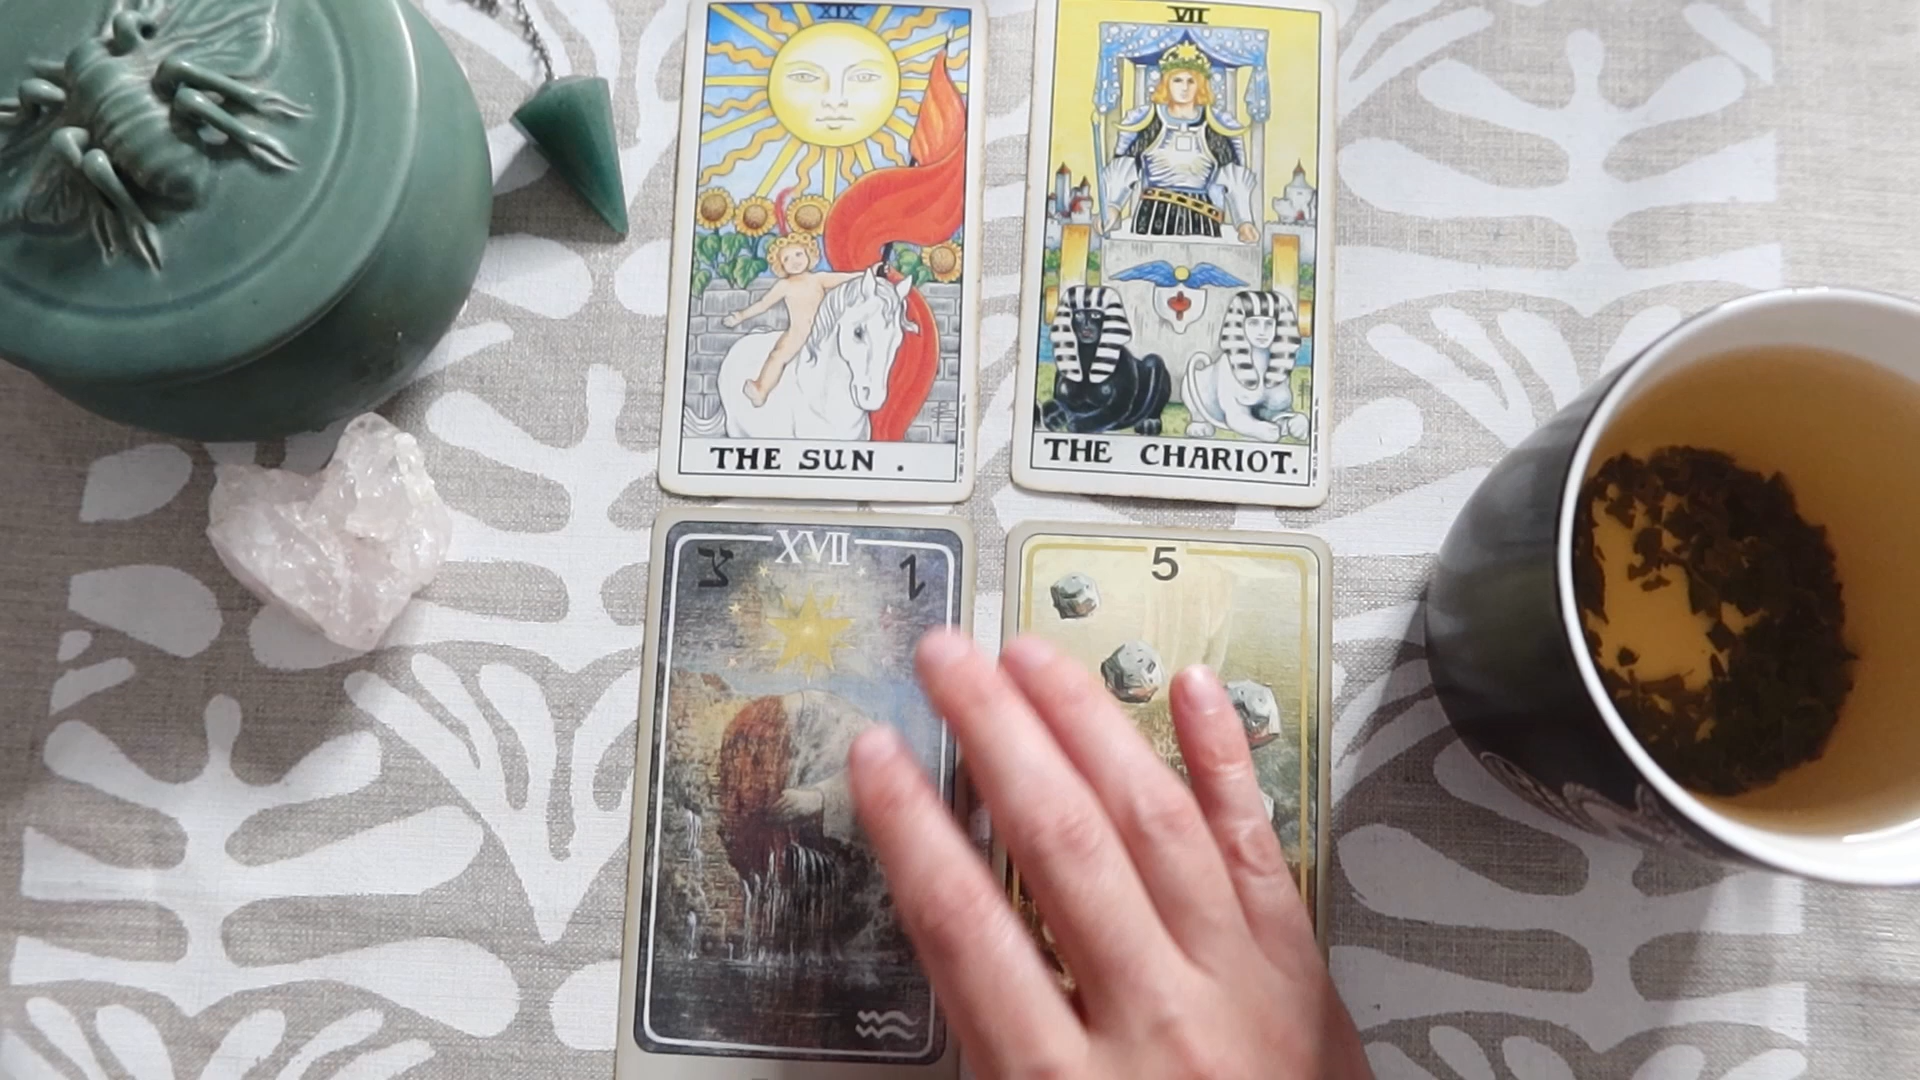 XIX
VII
THE SUN .
THE CHARIOT.
XVII
צ
5